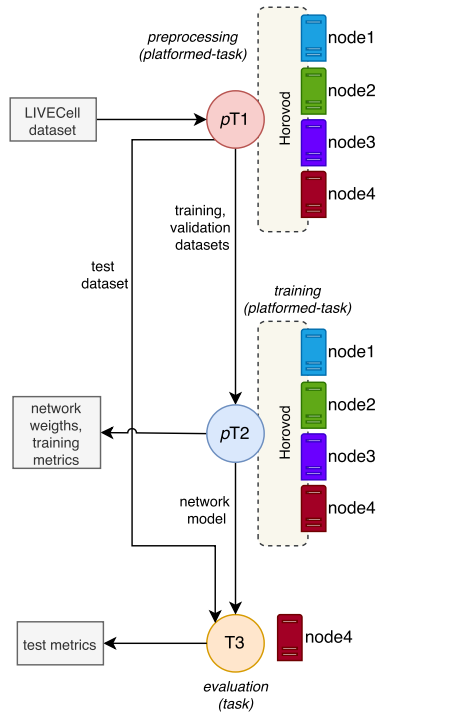 preprocessing
(platformed-task)
node1
node2
node3
node4
Horovod
LIVECell
dataset
pT1
training,
validation
datasets
test
dataset
training
(platformed-task)
node1
node2
node3
node4
Horovod
network
weigths,
training
metrics
pT2
network
model
test metrics
T3
node4
evaluation
(task)